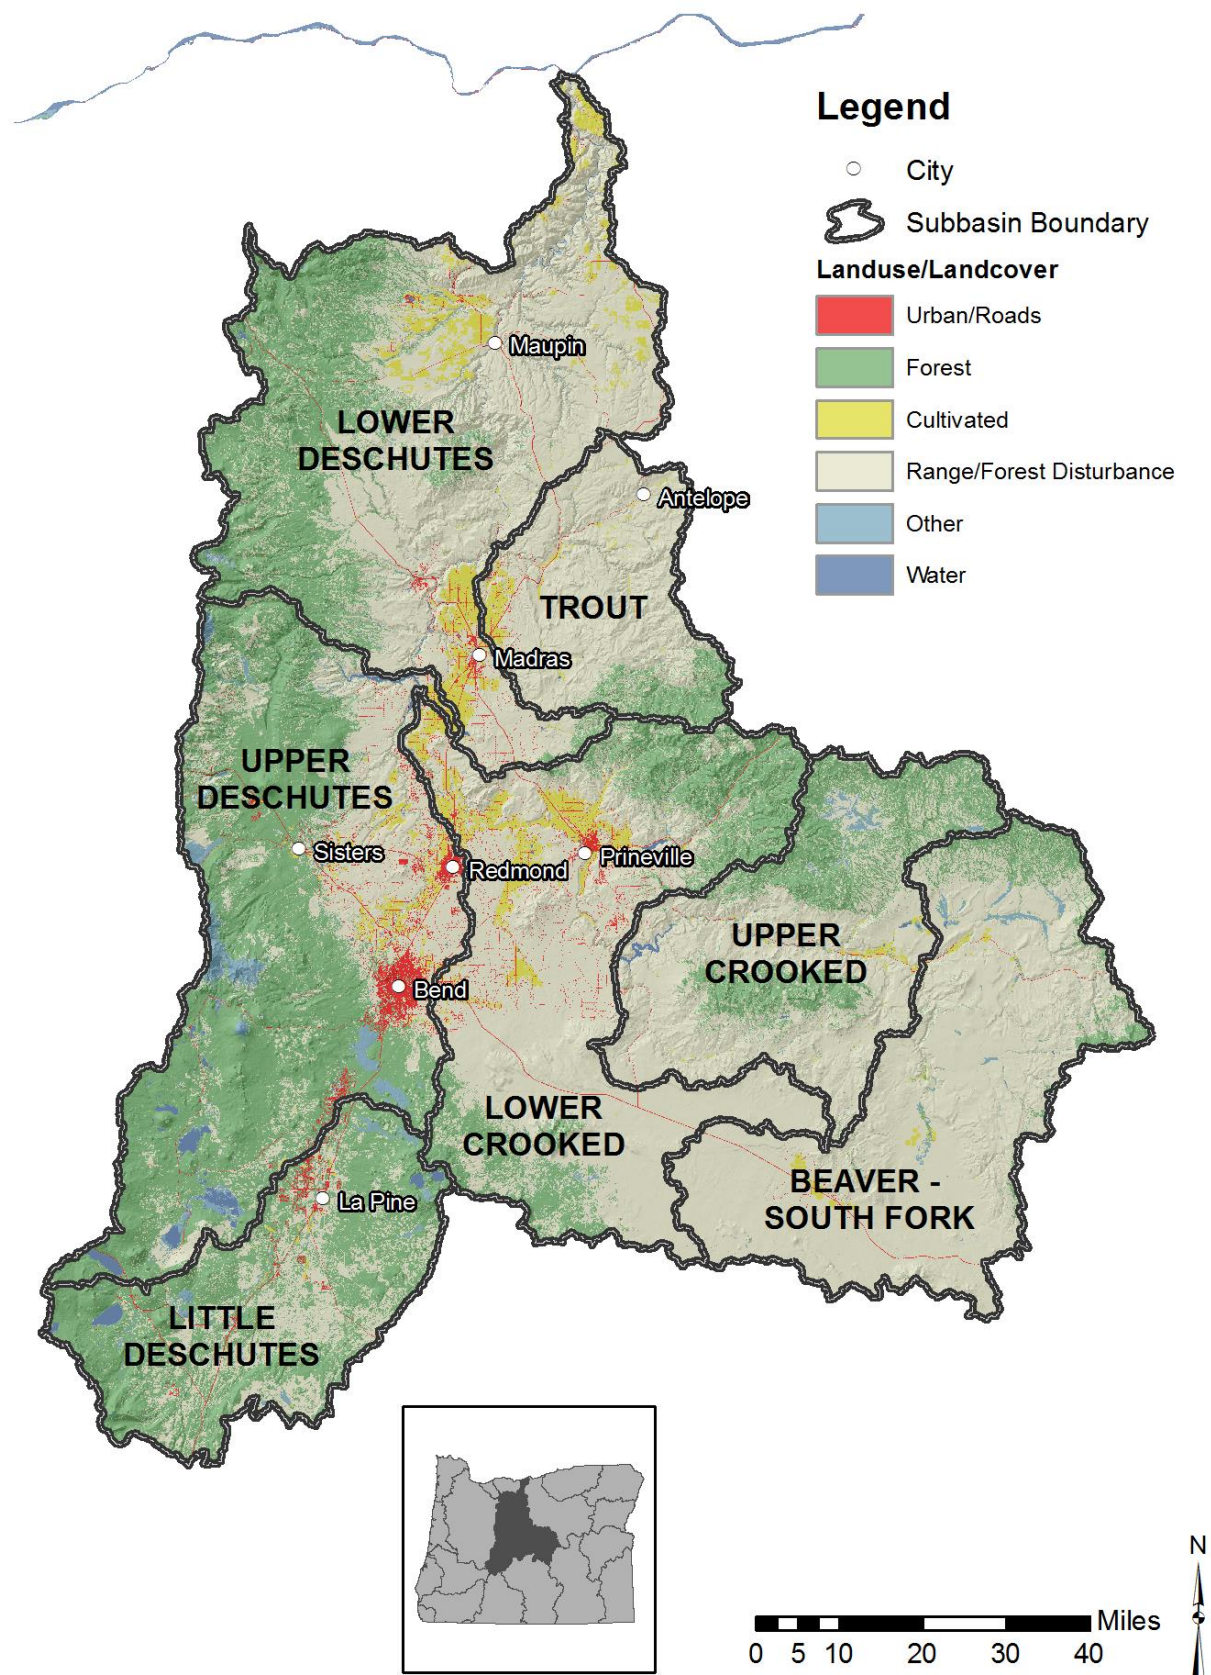 Legend
City
Subbasin Boundary
Landuse/Landcover
Urban/Roads
Forest
Cultivated
Range/Forest Disturbance
Other
Water
Maupin
LOWER
DESCHUTES
Antelope
TROUT
Madras
UPPER
DESCHUTES
Sisters
Redmond
Prineville
UPPER
CROOKED
Bend
LOWER
CROOKED
BEAVER -
SOUTH FORK
La Pine
LITTLE
DESCHUTES
N
Miles
0 5 10 20 30 40